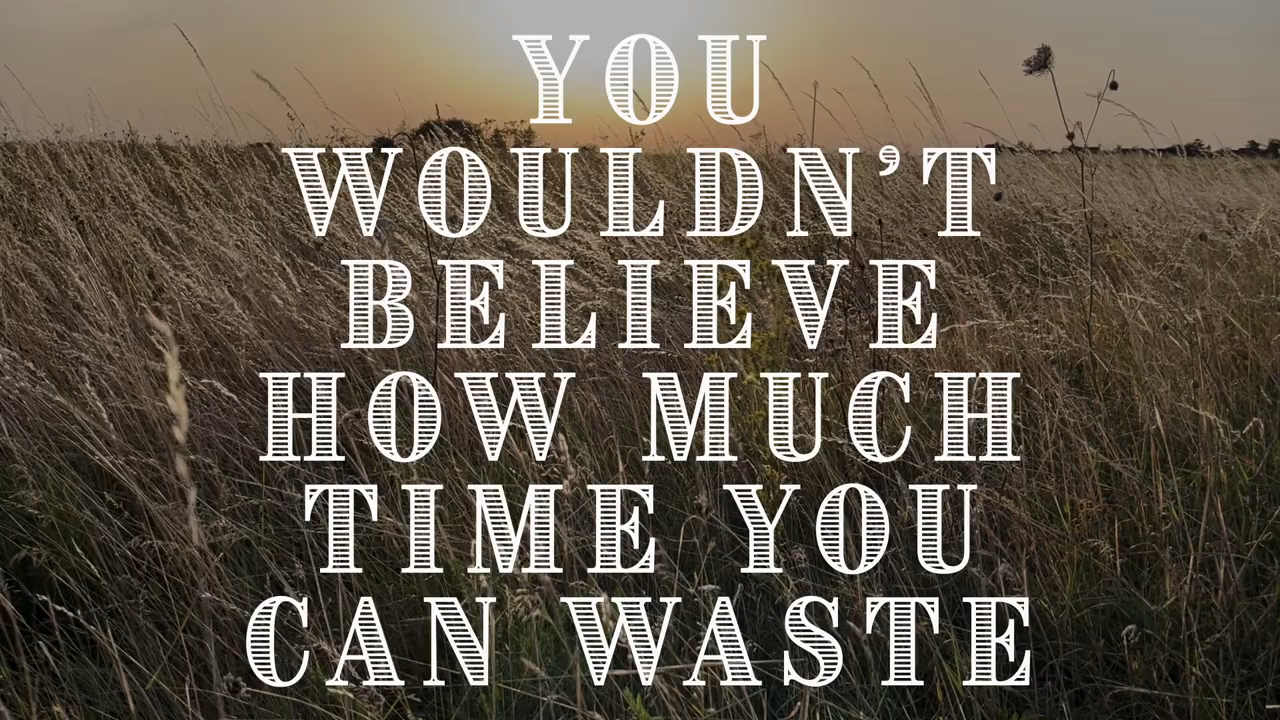 YOU
WOULDN’T
BELIEVE
HOW MUCH
TIME YOU
CAN WASTE